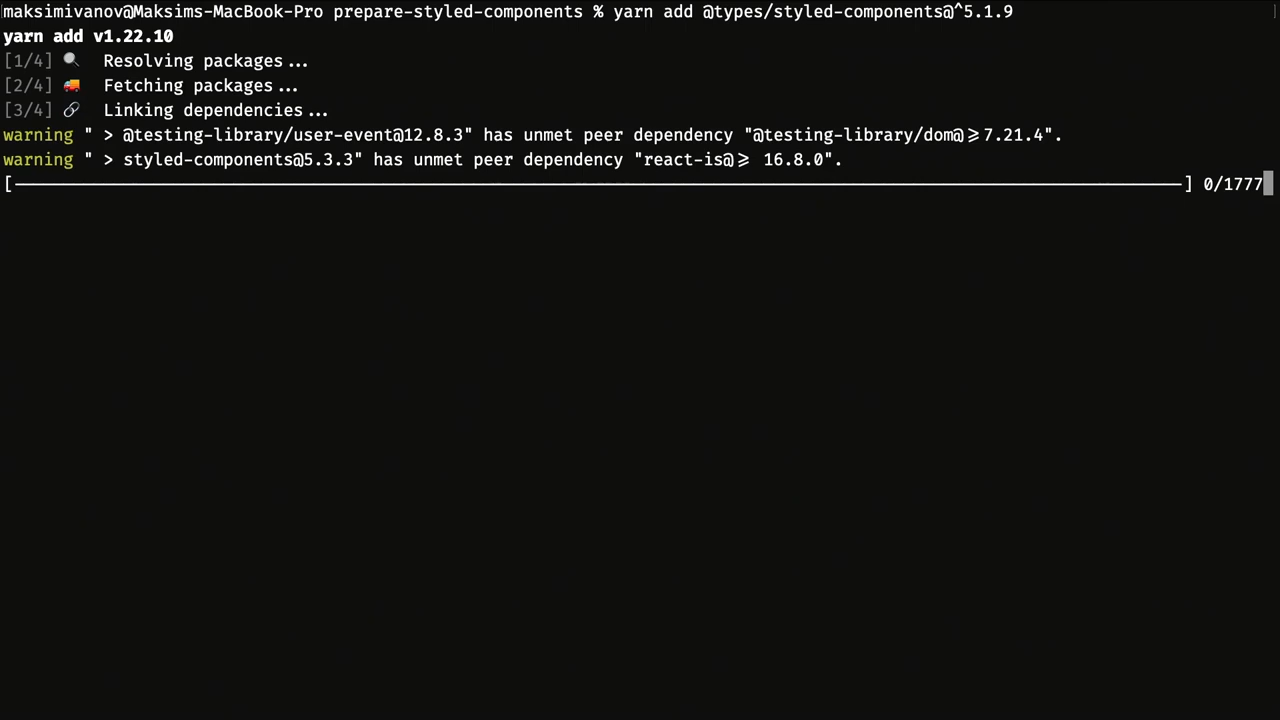 maksimivanov@Maksims-MacBook-Pro prepare-styled-components % yarn add @types/styled-components@^5.1.9
yarn add v1.22.10
[1/4] 🔍  Resolving packages...
[2/4] 🚚  Fetching packages...
[3/4] 🔗  Linking dependencies...
warning " > @testing-library/user-event@12.8.3" has unmet peer dependency "@testing-library/dom@>=7.21.4".
warning " > styled-components@5.3.3" has unmet peer dependency "react-is@>= 16.8.0".
[----------------------------------------------------------------------] 0/1777